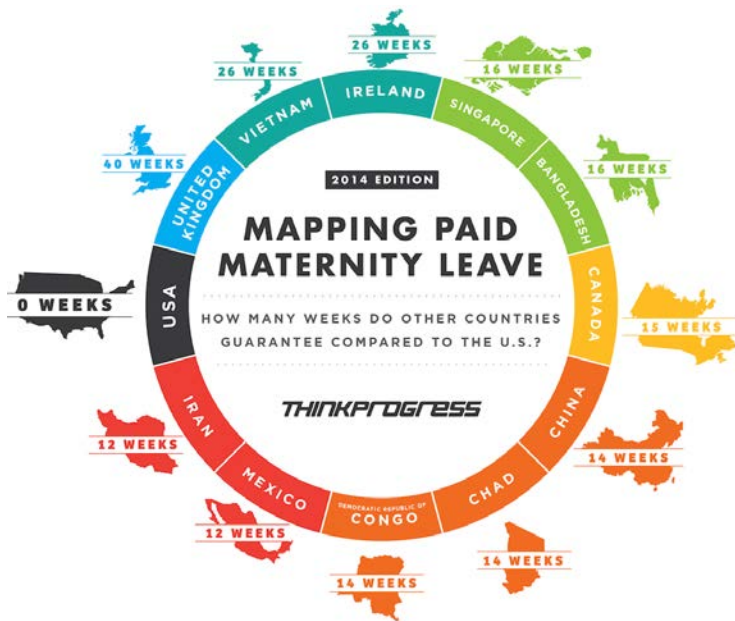 2014 EDITION
MAPPING PAID
MATERNITY LEAVE
HOW MANY WEEKS DO OTHER COUNTRIES
GUARANTEE COMPARED TO THE U.S.?
THINKPROGRESS
IRELAND
26 WEEKS
SINGAPORE
16 WEEKS
BANGLADESH
16 WEEKS
CANADA
15 WEEKS
CHINA
14 WEEKS
CHAD
14 WEEKS
DEMOCRATIC REPUBLIC OF
CONGO
14 WEEKS
MEXICO
12 WEEKS
IRAN
12 WEEKS
USA
0 WEEKS
UNITED
KINGDOM
40 WEEKS
VIETNAM
26 WEEKS